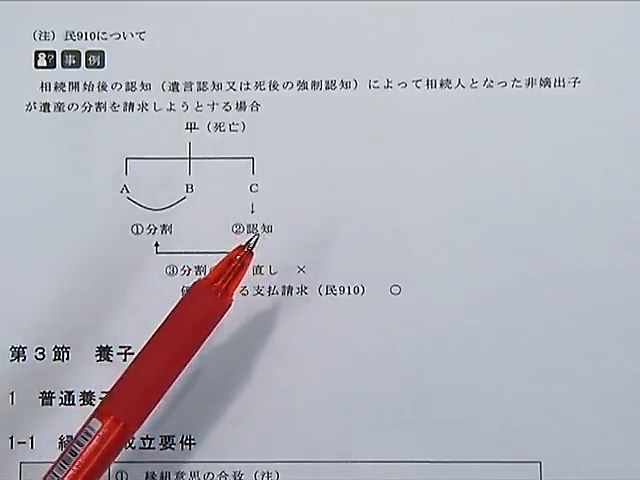 (注) 民910について
事例
相続開始後の認知（遺言認知又は死後の強制認知）によって相続人となった非嫡出子
が遺産の分割を請求しようとする場合
甲（死亡）
A B C
↓
①分割 ②認知
③分割 直し ×
る支払請求（民910） ○
第3節 養子
1 普通養子
1-1 縁 成立要件
① 縁組意思の合致（注）